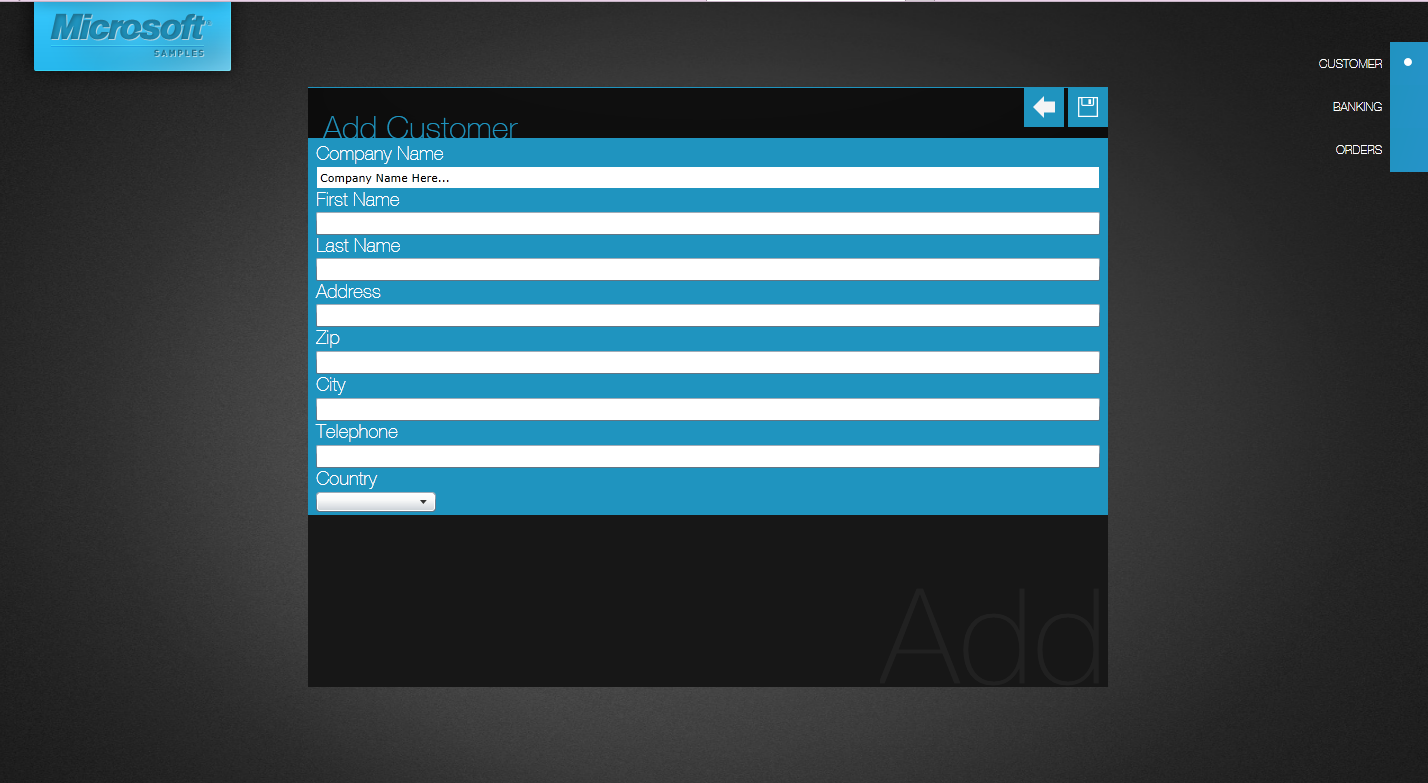 Microsoft
SAMPLES
CUSTOMER
BANKING
ORDERS
Add Customer
Company Name
Company Name Here...
First Name
Last Name
Address
Zip
City
Telephone
Country
Add